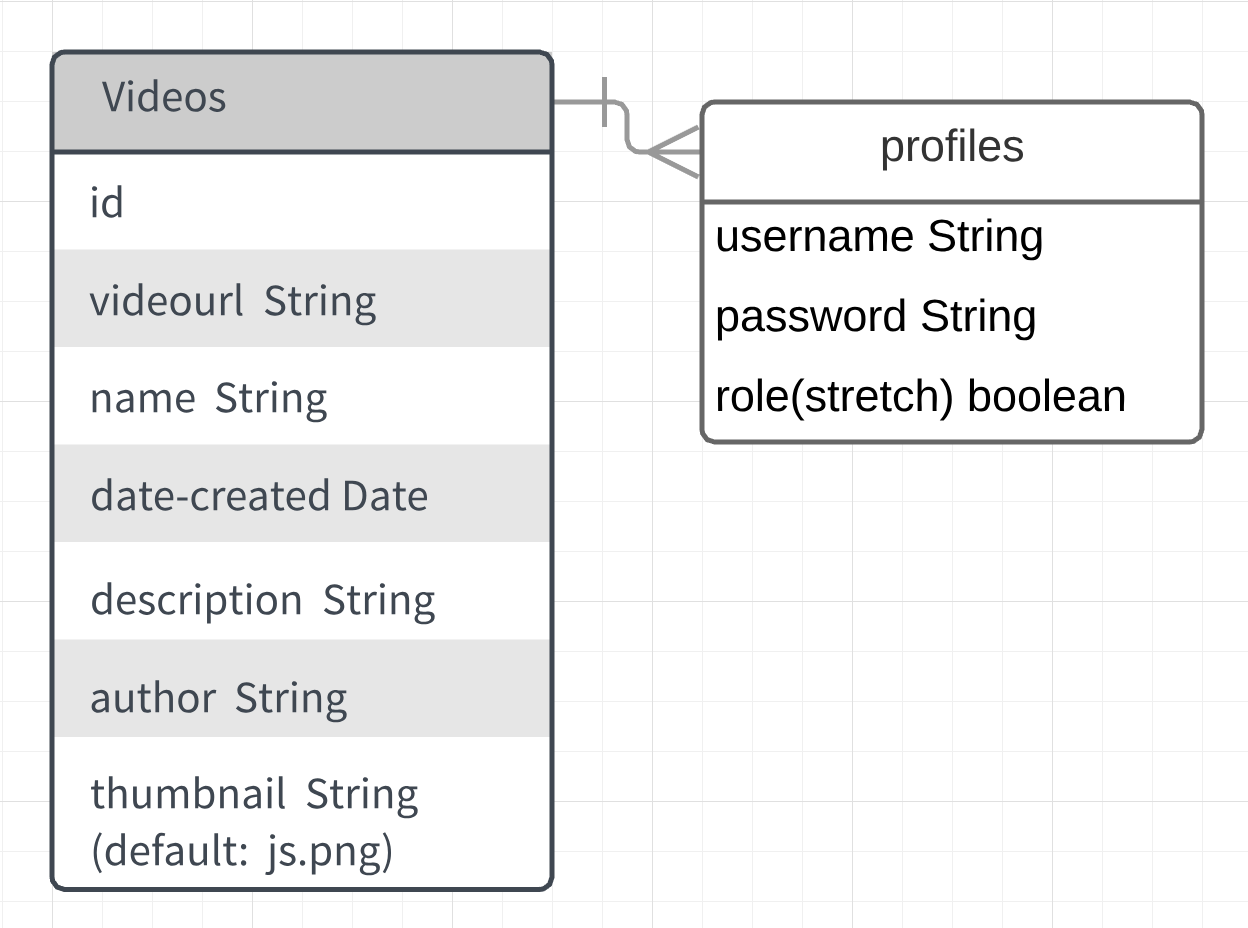 Videos
id
videourl String
name String
date-created Date
description String
author String
thumbnail String
(default: js.png)
profiles
username String
password String
role(stretch) boolean